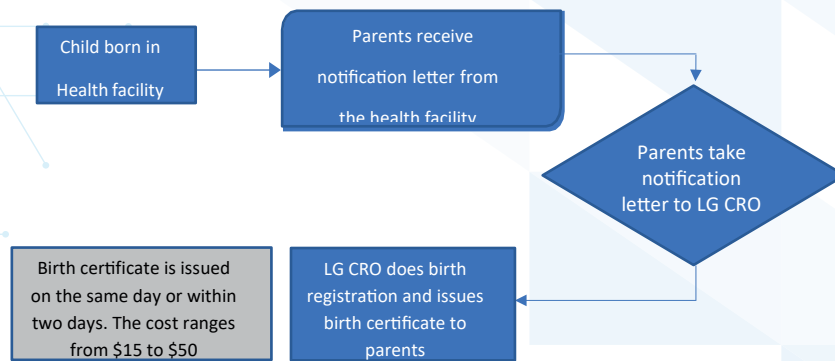 Child born in
Health facility
Parents receive
notification letter from
the health facility
Parents take
notification
letter to LG CRO
Birth certificate is issued
on the same day or within
two days. The cost ranges
from $15 to $50
LG CRO does birth
registration and issues
birth certificate to
parents